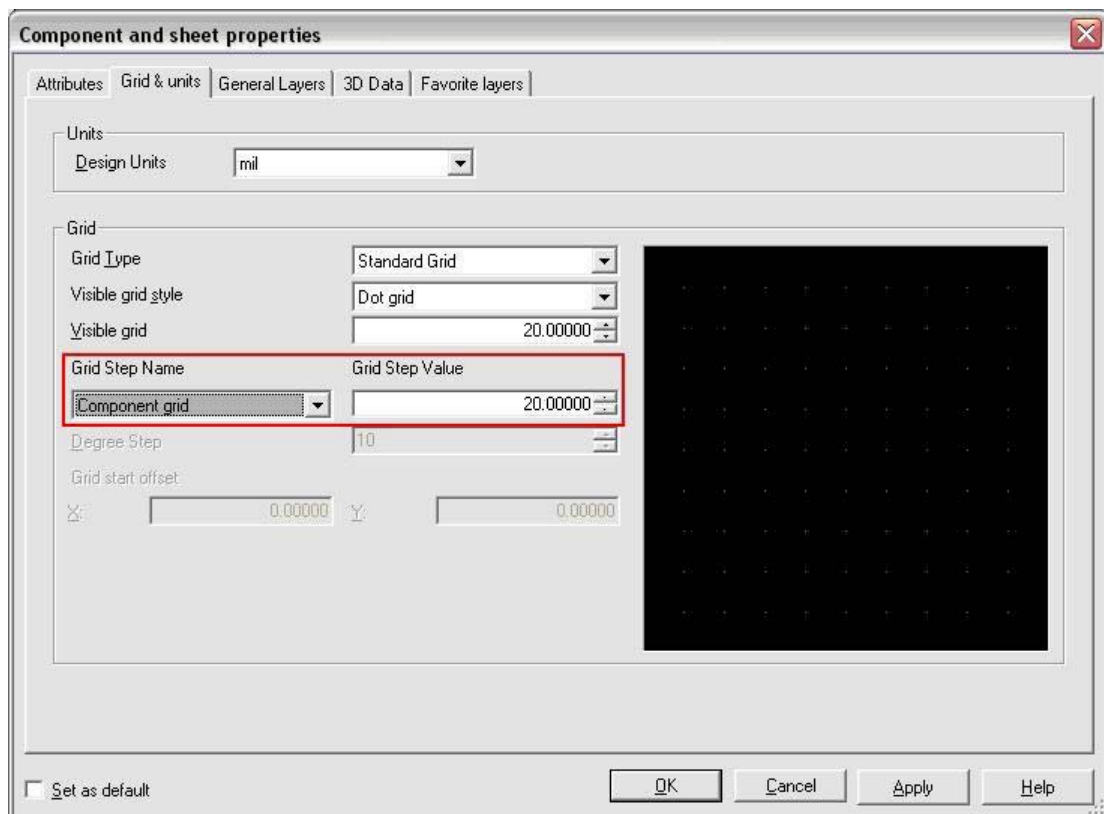 Component and sheet properties
Attributes Grid & units General Layers 3D Data Favorite layers
Units
Design Units mil
Grid
Grid Type Standard Grid
Visible grid style Dot grid
Visible grid 20.00000
Grid Step Name Grid Step Value
Component grid 20.00000
Degree Step 10
Grid start offset
X: 0.00000 Y: 0.00000
Set as default OK Cancel Apply Help